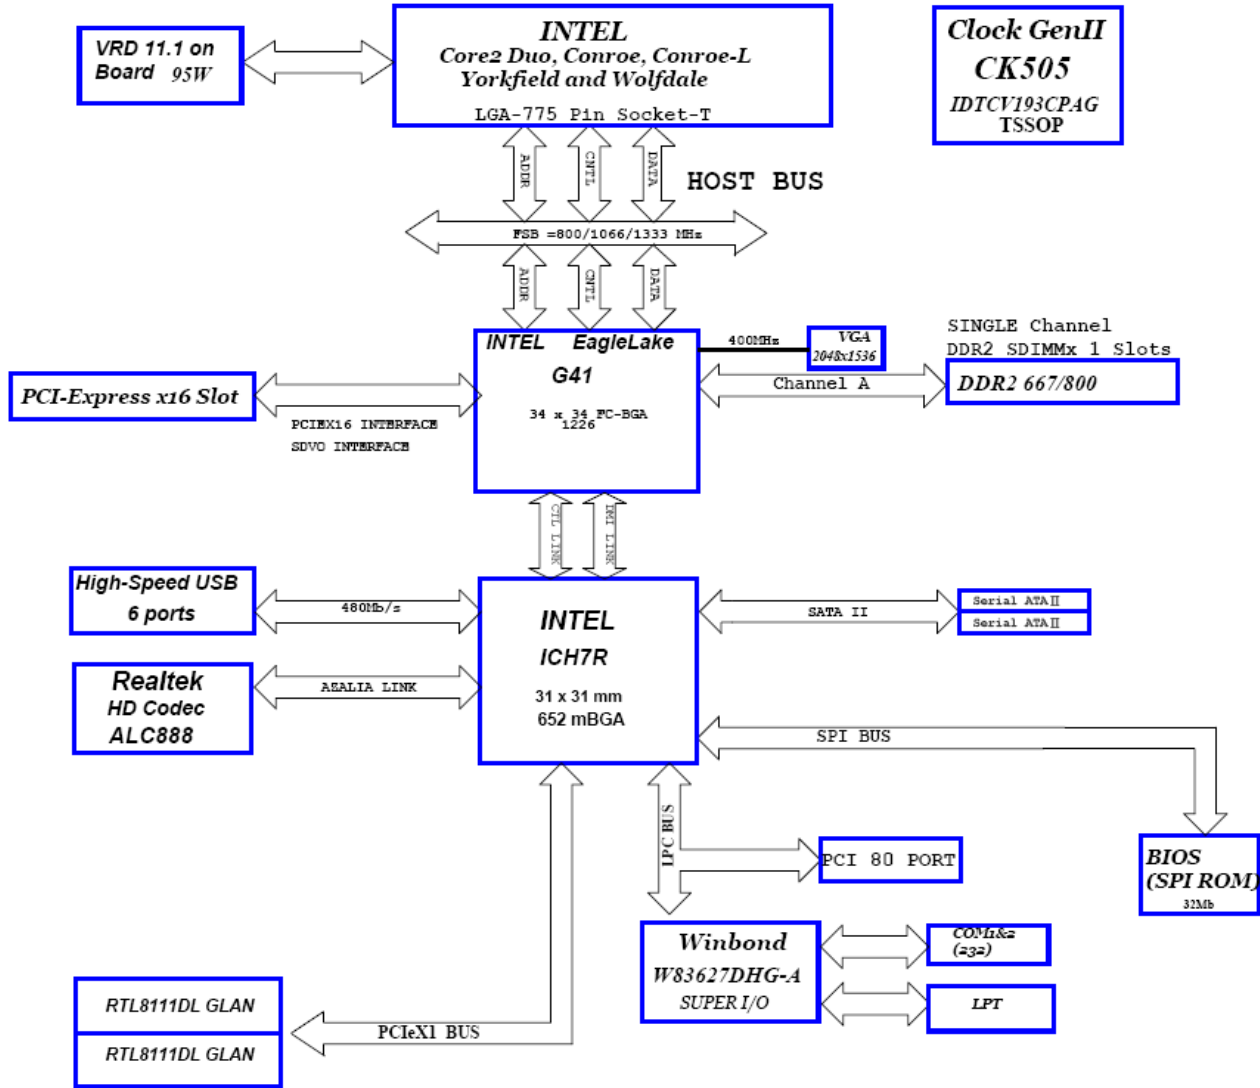 VRD 11.1 on
Board 95W
INTEL
Core2 Duo, Conroe, Conroe-L
Yorkfield and Wolfdale
LGA-775 Pin Socket-T
Clock GenII
CK505
IDTCV193CPAG
TSSOP
ADDR
CNTL
DATA
HOST BUS
FSB =800/1066/1333 MHz
ADDR
CNTL
DATA
INTEL EagleLake
G41
34 x 34 FC-BGA
1226
400MHz
VGA
2048x1536
SINGLE Channel
DDR2 SDIMMx 1 Slots
Channel A
DDR2 667/800
PCI-Express x16 Slot
PCIEX16 INTERFACE
SDVO INTERFACE
CTL LINK
DMI LINK
High-Speed USB
6 ports
480Mb/s
INTEL
ICH7R
31 x 31 mm
652 mBGA
SATA II
Serial ATAⅡ
Serial ATAⅡ
Realtek
HD Codec
ALC888
AZALIA LINK
SPI BUS
LPC BUS
PCI 80 PORT
BIOS
(SPI ROM)
32Mb
Winbond
W83627DHG-A
SUPER I/O
COM1&2
(232)
LPT
RTL8111DL GLAN
RTL8111DL GLAN
PCIeX1 BUS